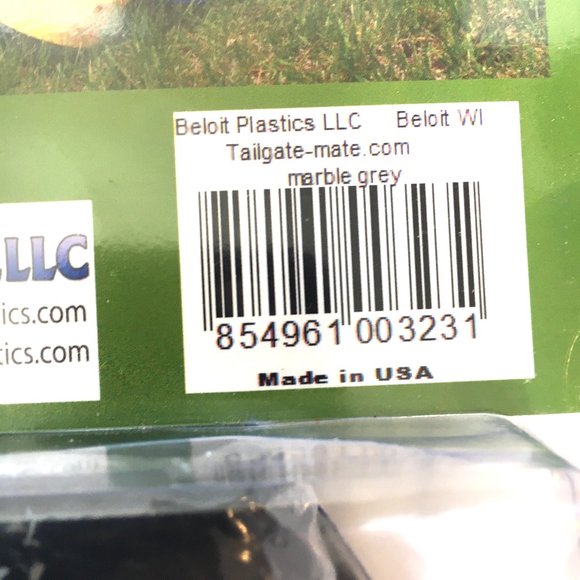 Beloit Plastics LLC Beloit WI
Tailgate-mate.com
marble grey
854961 003231
Made in USA
LLC
ics.com
tics.com